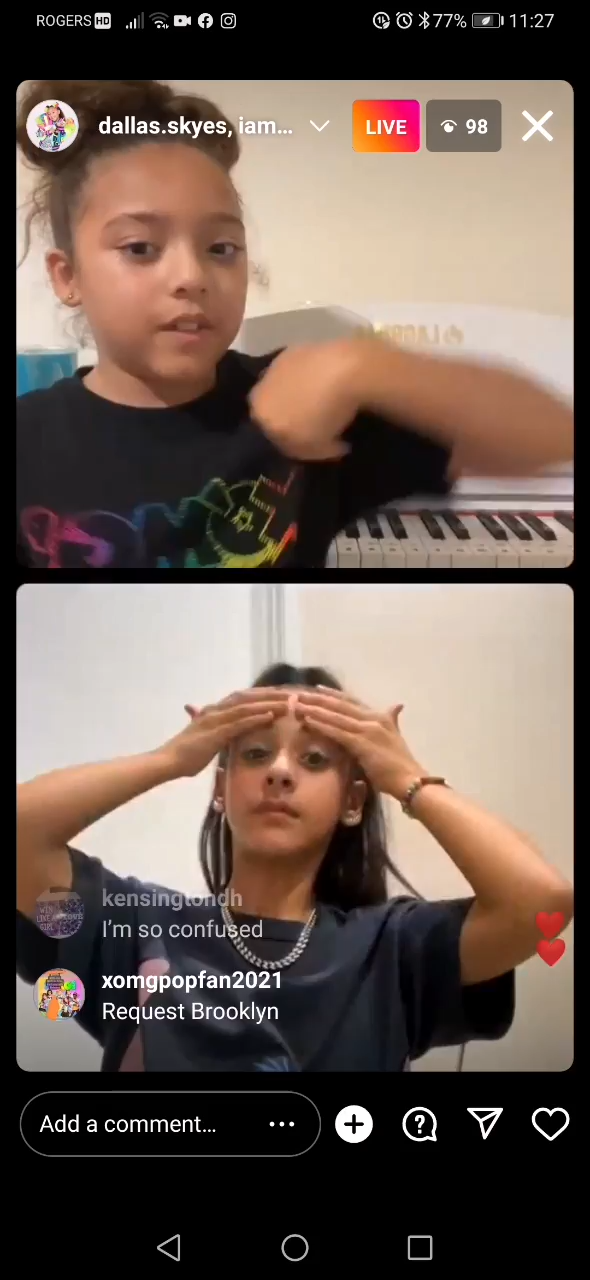 ROGERS HD 77% 11:27
dallas.skyes, iam... LIVE 98
kensingtondh
I'm so confused
xomgpopfan2021
Request Brooklyn
Add a comment...